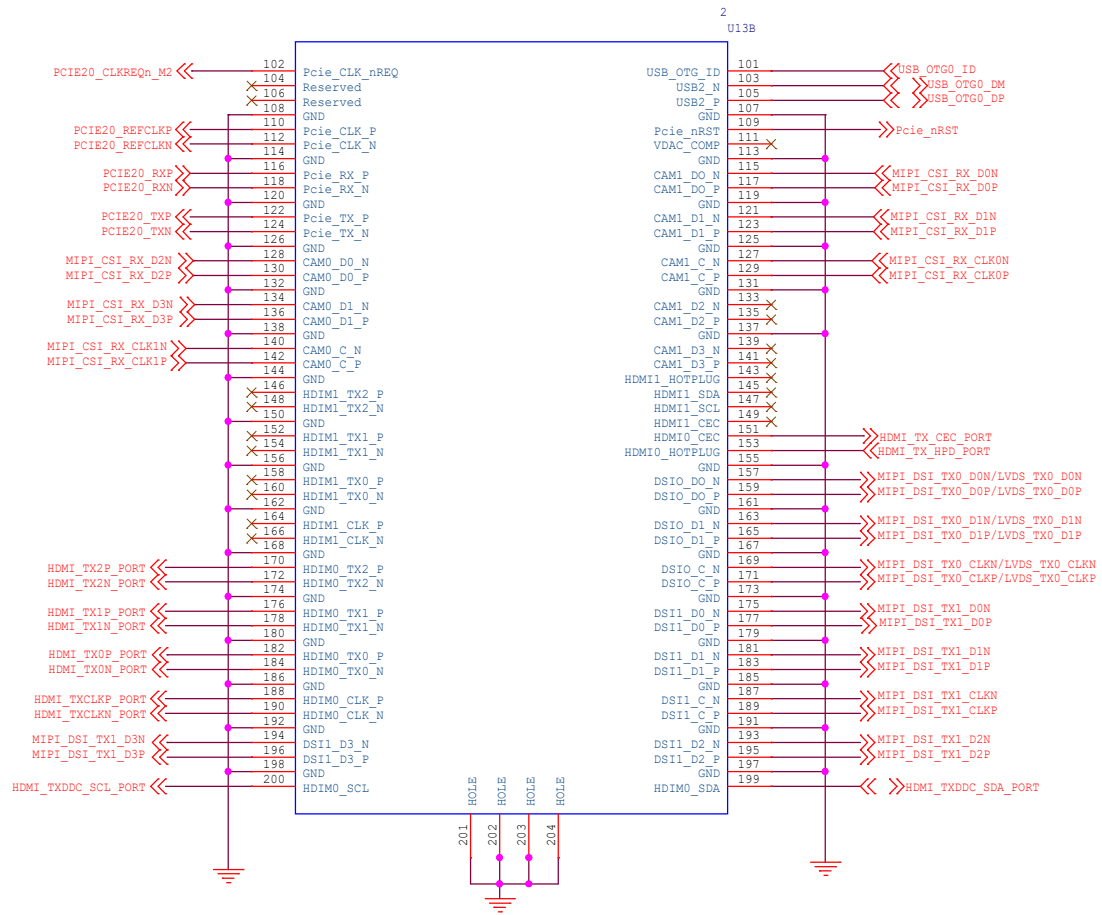 2
U13B
PCIE20_CLKREQn_M2 102 Pcie_CLK_nREQ USB_OTG_ID 101 USB_OTG0_ID
104 Reserved USB2_N 103 USB_OTG0_DM
106 Reserved USB2_P 105 USB_OTG0_DP
108 GND GND 107
PCIE20_REFCLKP 110 Pcie_CLK_P Pcie_nRST 109 Pcie_nRST
PCIE20_REFCLKN 112 Pcie_CLK_N VDAC_COMP 111
114 GND GND 113
PCIE20_RXP 116 Pcie_RX_P CAM1_D0_N 115 MIPI_CSI_RX_D0N
PCIE20_RXN 118 Pcie_RX_N CAM1_D0_P 117 MIPI_CSI_RX_D0P
120 GND GND 119
PCIE20_TXP 122 Pcie_TX_P CAM1_D1_N 121 MIPI_CSI_RX_D1N
PCIE20_TXN 124 Pcie_TX_N CAM1_D1_P 123 MIPI_CSI_RX_D1P
126 GND GND 125
MIPI_CSI_RX_D2N 128 CAM0_D0_N CAM1_C_N 127 MIPI_CSI_RX_CLK0N
MIPI_CSI_RX_D2P 130 CAM0_D0_P CAM1_C_P 129 MIPI_CSI_RX_CLK0P
132 GND GND 131
MIPI_CSI_RX_D3N 134 CAM0_D1_N CAM1_D2_N 133
MIPI_CSI_RX_D3P 136 CAM0_D1_P CAM1_D2_P 135
138 GND GND 137
MIPI_CSI_RX_CLK1N 140 CAM0_C_N CAM1_D3_N 139
MIPI_CSI_RX_CLK1P 142 CAM0_C_P CAM1_D3_P 141
144 GND HDMI1_HOTPLUG 143
146 HDIM1_TX2_P HDMI1_SDA 145
148 HDIM1_TX2_N HDMI1_SCL 147
150 GND HDMI1_CEC 149
152 HDIM1_TX1_P HDMI0_CEC 151 HDMI_TX_CEC_PORT
154 HDIM1_TX1_N HDMI0_HOTPLUG 153 HDMI_TX_HPD_PORT
156 GND GND 155
158 HDIM1_TX0_P DSIO_DO_N 157 MIPI_DSI_TX0_D0N/LVDS_TX0_D0N
160 HDIM1_TX0_N DSIO_DO_P 159 MIPI_DSI_TX0_D0P/LVDS_TX0_D0P
162 GND GND 161
164 HDIM1_CLK_P DSIO_D1_N 163 MIPI_DSI_TX0_D1N/LVDS_TX0_D1N
166 HDIM1_CLK_N DSIO_D1_P 165 MIPI_DSI_TX0_D1P/LVDS_TX0_D1P
168 GND GND 167
HDMI_TX2P_PORT 170 HDIM0_TX2_P DSIO_C_N 169 MIPI_DSI_TX0_CLKN/LVDS_TX0_CLKN
HDMI_TX2N_PORT 172 HDIM0_TX2_N DSIO_C_P 171 MIPI_DSI_TX0_CLKP/LVDS_TX0_CLKP
174 GND GND 173
HDMI_TX1P_PORT 176 HDIM0_TX1_P DSI1_D0_N 175 MIPI_DSI_TX1_D0N
HDMI_TX1N_PORT 178 HDIM0_TX1_N DSI1_D0_P 177 MIPI_DSI_TX1_D0P
180 GND GND 179
HDMI_TX0P_PORT 182 HDIM0_TX0_P DSI1_D1_N 181 MIPI_DSI_TX1_D1N
HDMI_TX0N_PORT 184 HDIM0_TX0_N DSI1_D1_P 183 MIPI_DSI_TX1_D1P
186 GND GND 185
HDMI_TXCLKP_PORT 188 HDIM0_CLK_P DSI1_C_N 187 MIPI_DSI_TX1_CLKN
HDMI_TXCLKN_PORT 190 HDIM0_CLK_N DSI1_C_P 189 MIPI_DSI_TX1_CLKP
192 GND GND 191
MIPI_DSI_TX1_D3N 194 DSI1_D3_N DSI1_D2_N 193 MIPI_DSI_TX1_D2N
MIPI_DSI_TX1_D3P 196 DSI1_D3_P DSI1_D2_P 195 MIPI_DSI_TX1_D2P
198 GND GND 197
HDMI_TXDDC_SCL_PORT 200 HDIM0_SCL HDIM0_SDA 199 HDMI_TXDDC_SDA_PORT
HOLE HOLE HOLE HOLE
201 202 203 204